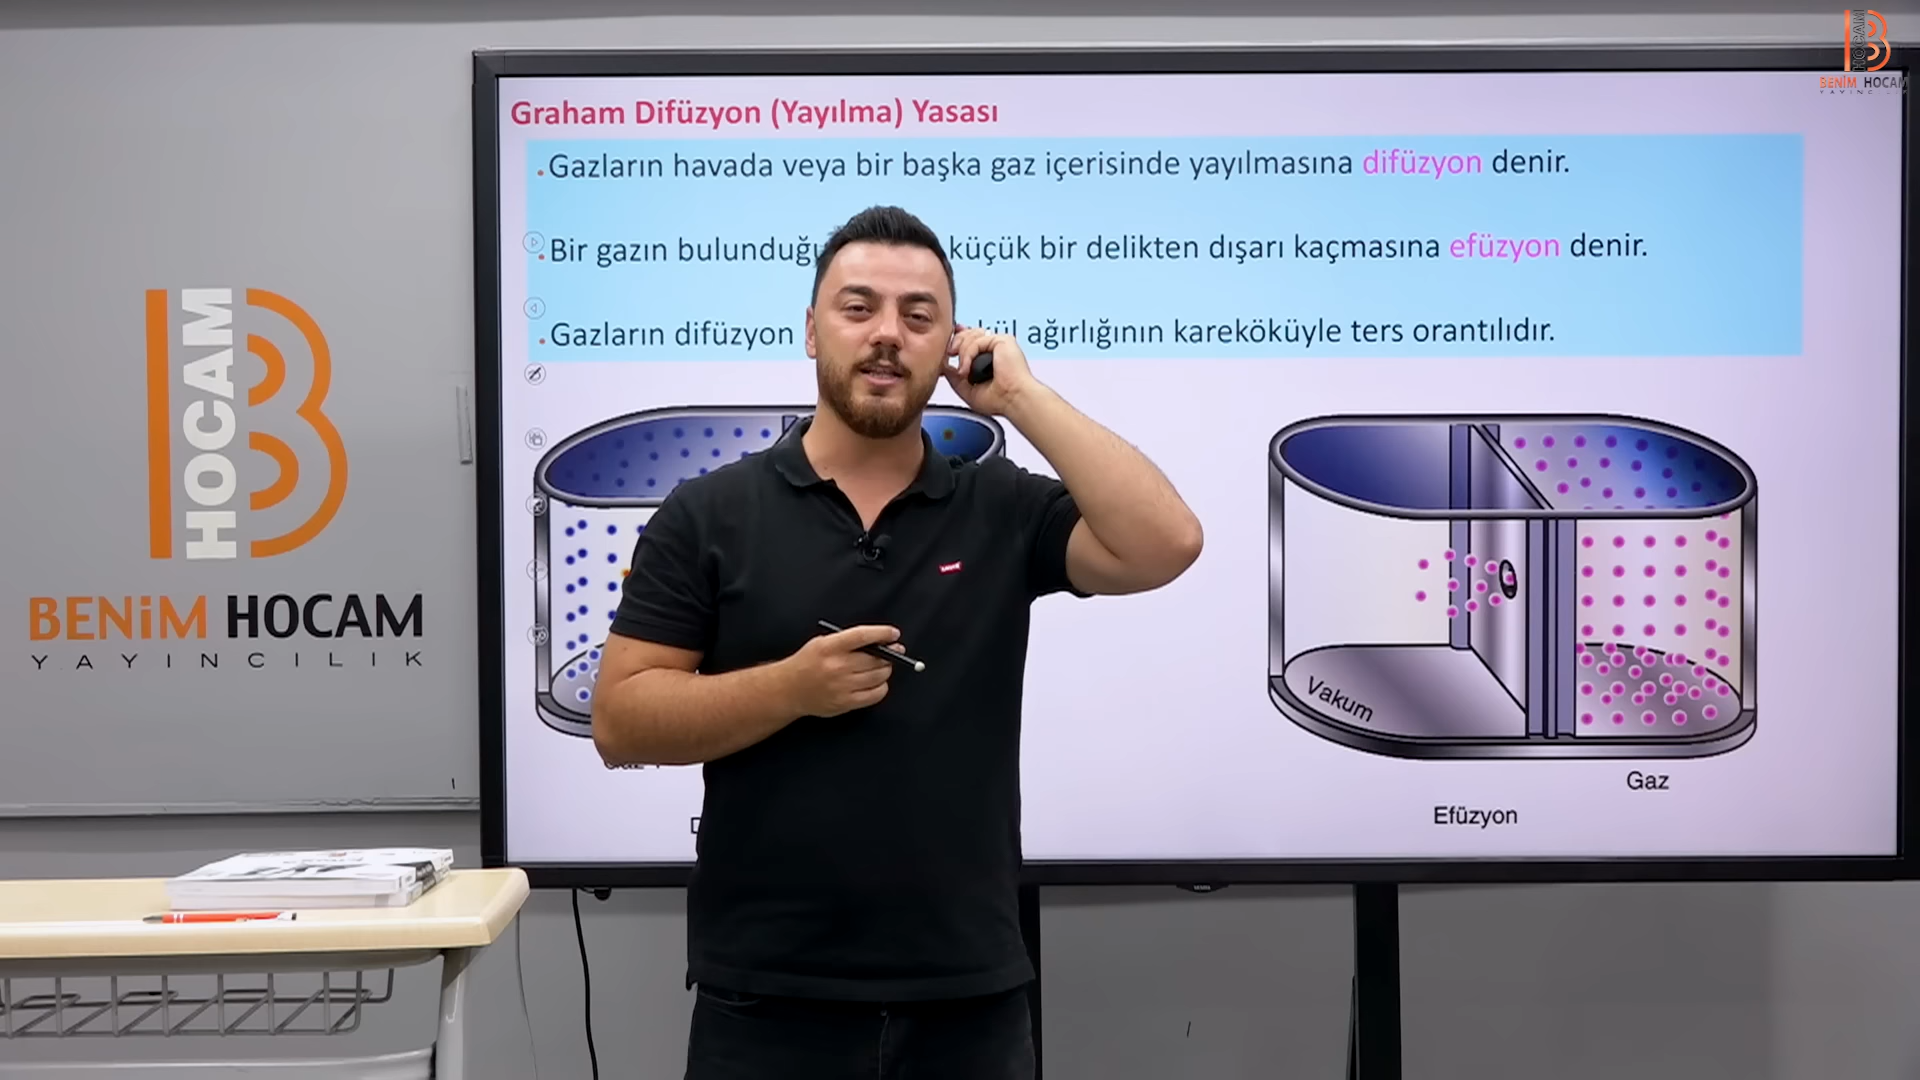 B HOCAM
BENİM HOCAM
YAYINCILIK
Graham Difüzyon (Yayılma) Yasası
Gazların havada veya bir başka gaz içerisinde yayılmasına difüzyon denir.
Bir gazın küçük bir delikten dışarı kaçmasına efüzyon denir.
Gazların difüzyon ağırlığının kareköküyle ters orantılıdır.
Vakum
Gaz
Efüzyon
HOCAM
BENİM HOCAM
YAYINCILIK